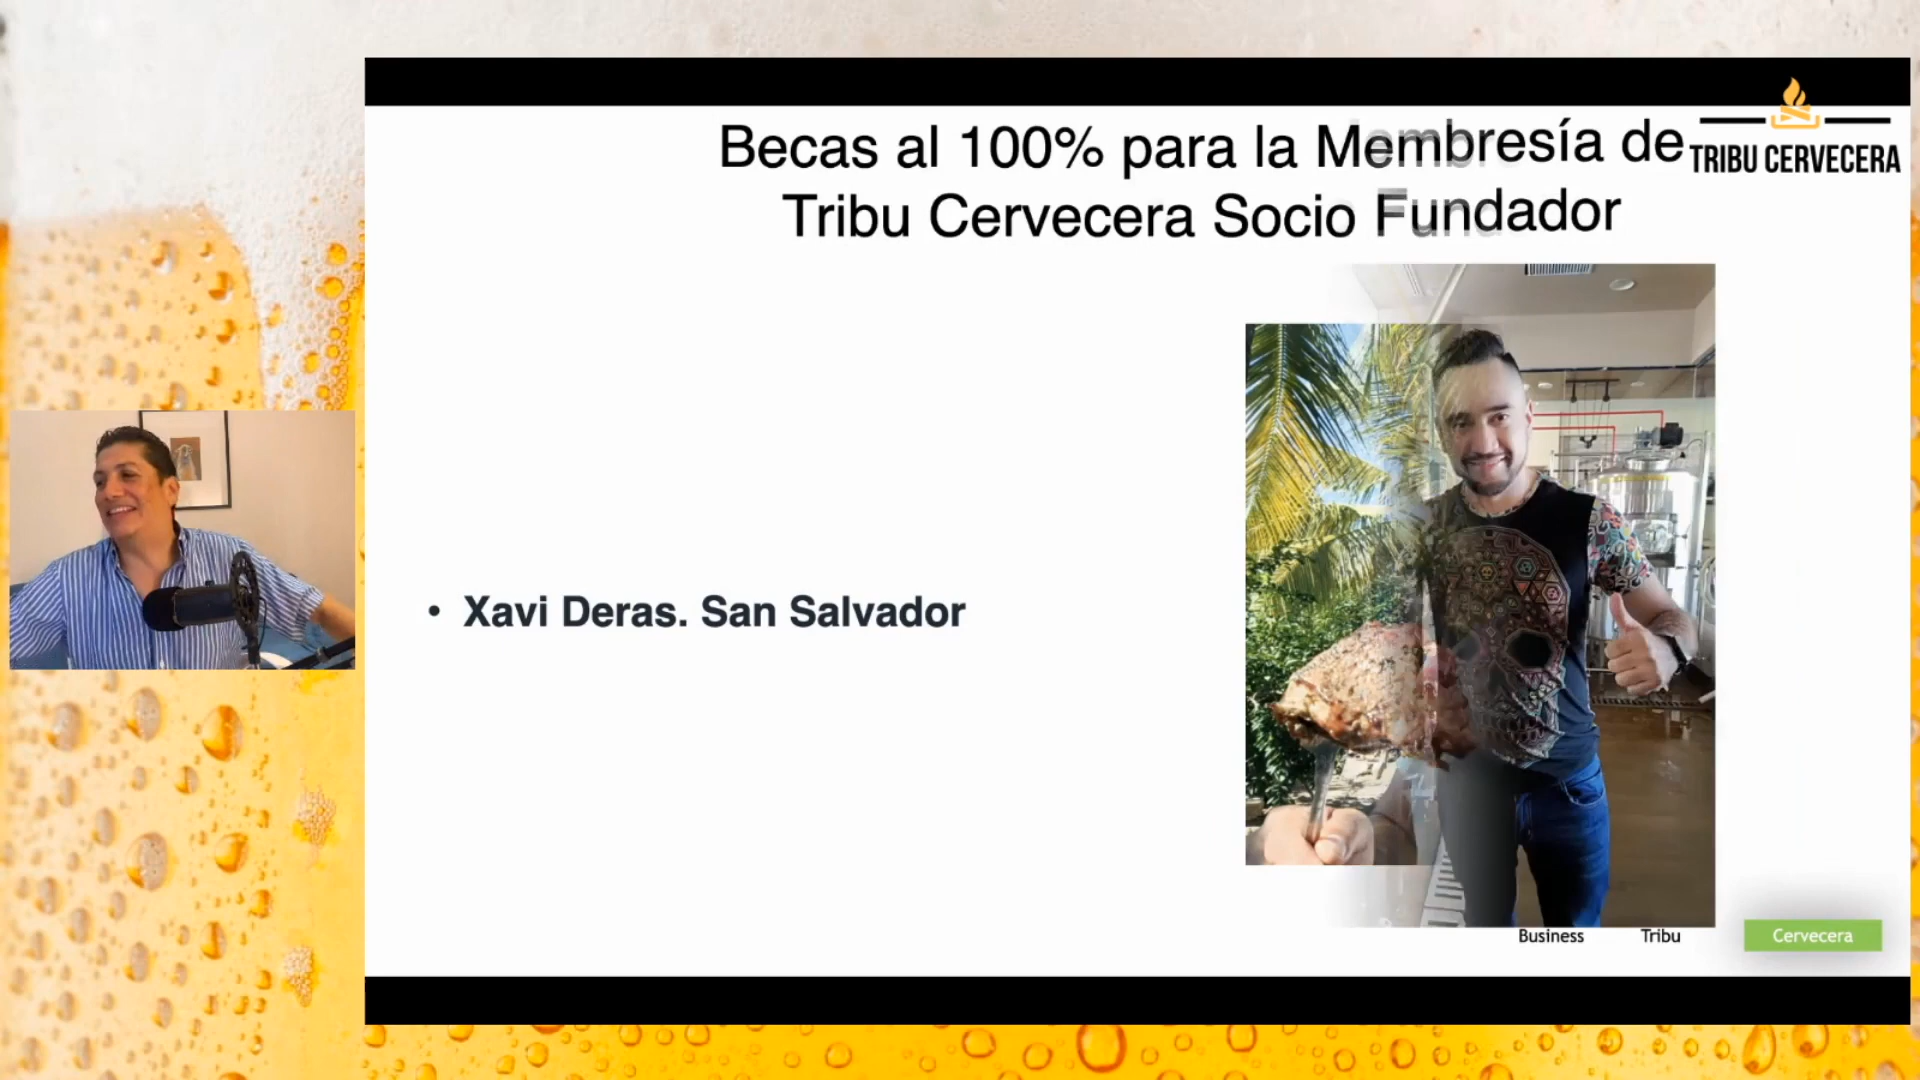 Becas al 100% para la Membresía de
Tribu Cervecera Socio Fundador
TRIBU CERVECERA
• Xavi Deras. San Salvador
Business
Tribu
Cervecera